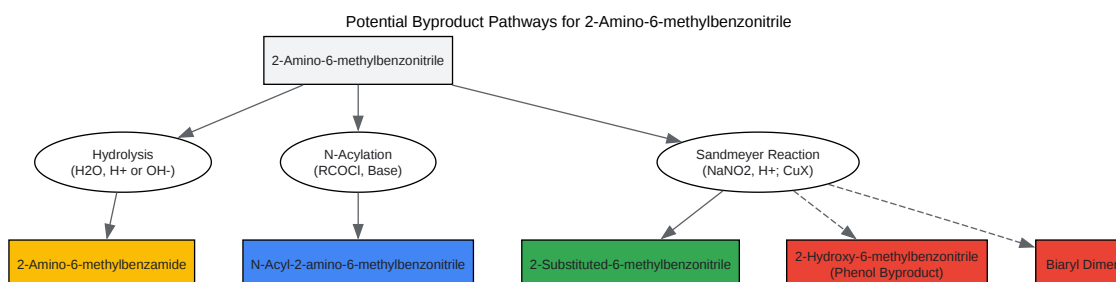 Potential Byproduct Pathways for 2-Amino-6-methylbenzonitrile
2-Amino-6-methylbenzonitrile
Hydrolysis
(H2O, H+ or OH-)
N-Acylation
(RCOCl, Base)
Sandmeyer Reaction
(NaNO2, H+; CuX)
2-Amino-6-methylbenzamide
N-Acyl-2-amino-6-methylbenzonitrile
2-Substituted-6-methylbenzonitrile
2-Hydroxy-6-methylbenzonitrile
(Phenol Byproduct)
Biaryl